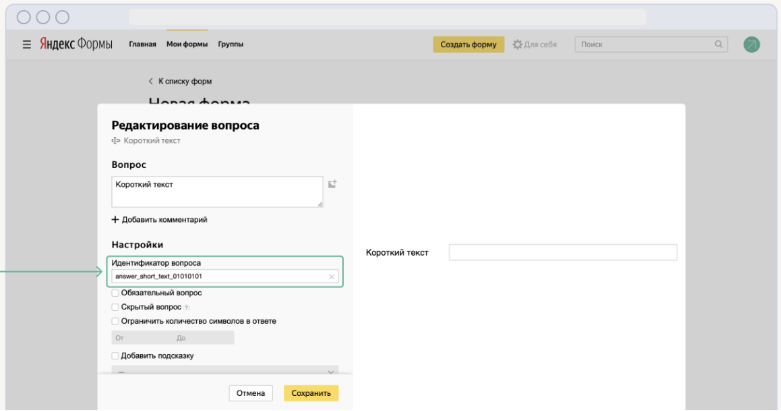 Яндекс Формы Главная Мои формы Группы Создать форму Для себя Поиск
К списку форм
Новая форма
Редактирование вопроса
Короткий текст
Вопрос
Короткий текст
+ Добавить комментарий
Настройки
Идентификатор вопроса
answer_short_text_01010101
Обязательный вопрос
Скрытый вопрос ?
Ограничить количество символов в ответе
От До
Добавить подсказку
—
Отмена Сохранить
Короткий текст